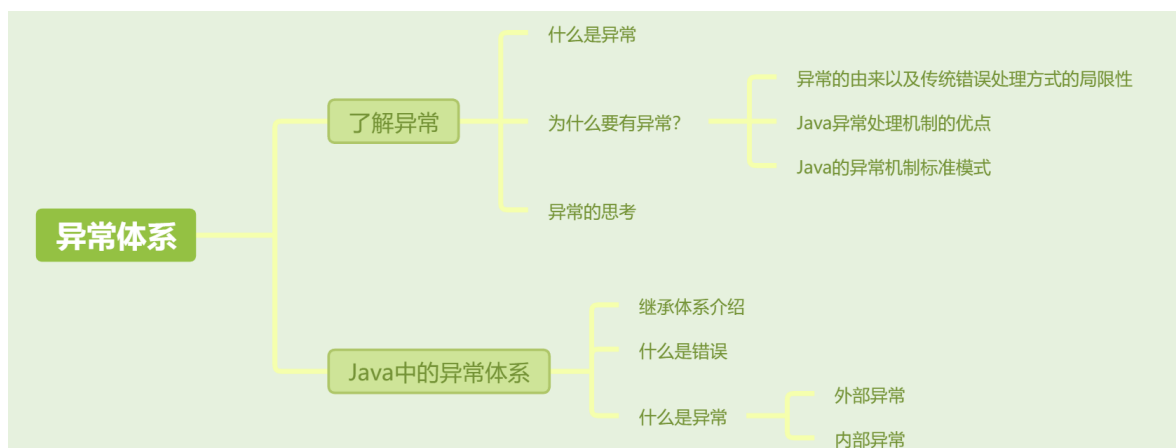 异常体系
了解异常
什么是异常
为什么要有异常?
异常的由来以及传统错误处理方式的局限性
Java异常处理机制的优点
Java的异常机制标准模式
异常的思考
Java中的异常体系
继承体系介绍
什么是错误
什么是异常
外部异常
内部异常